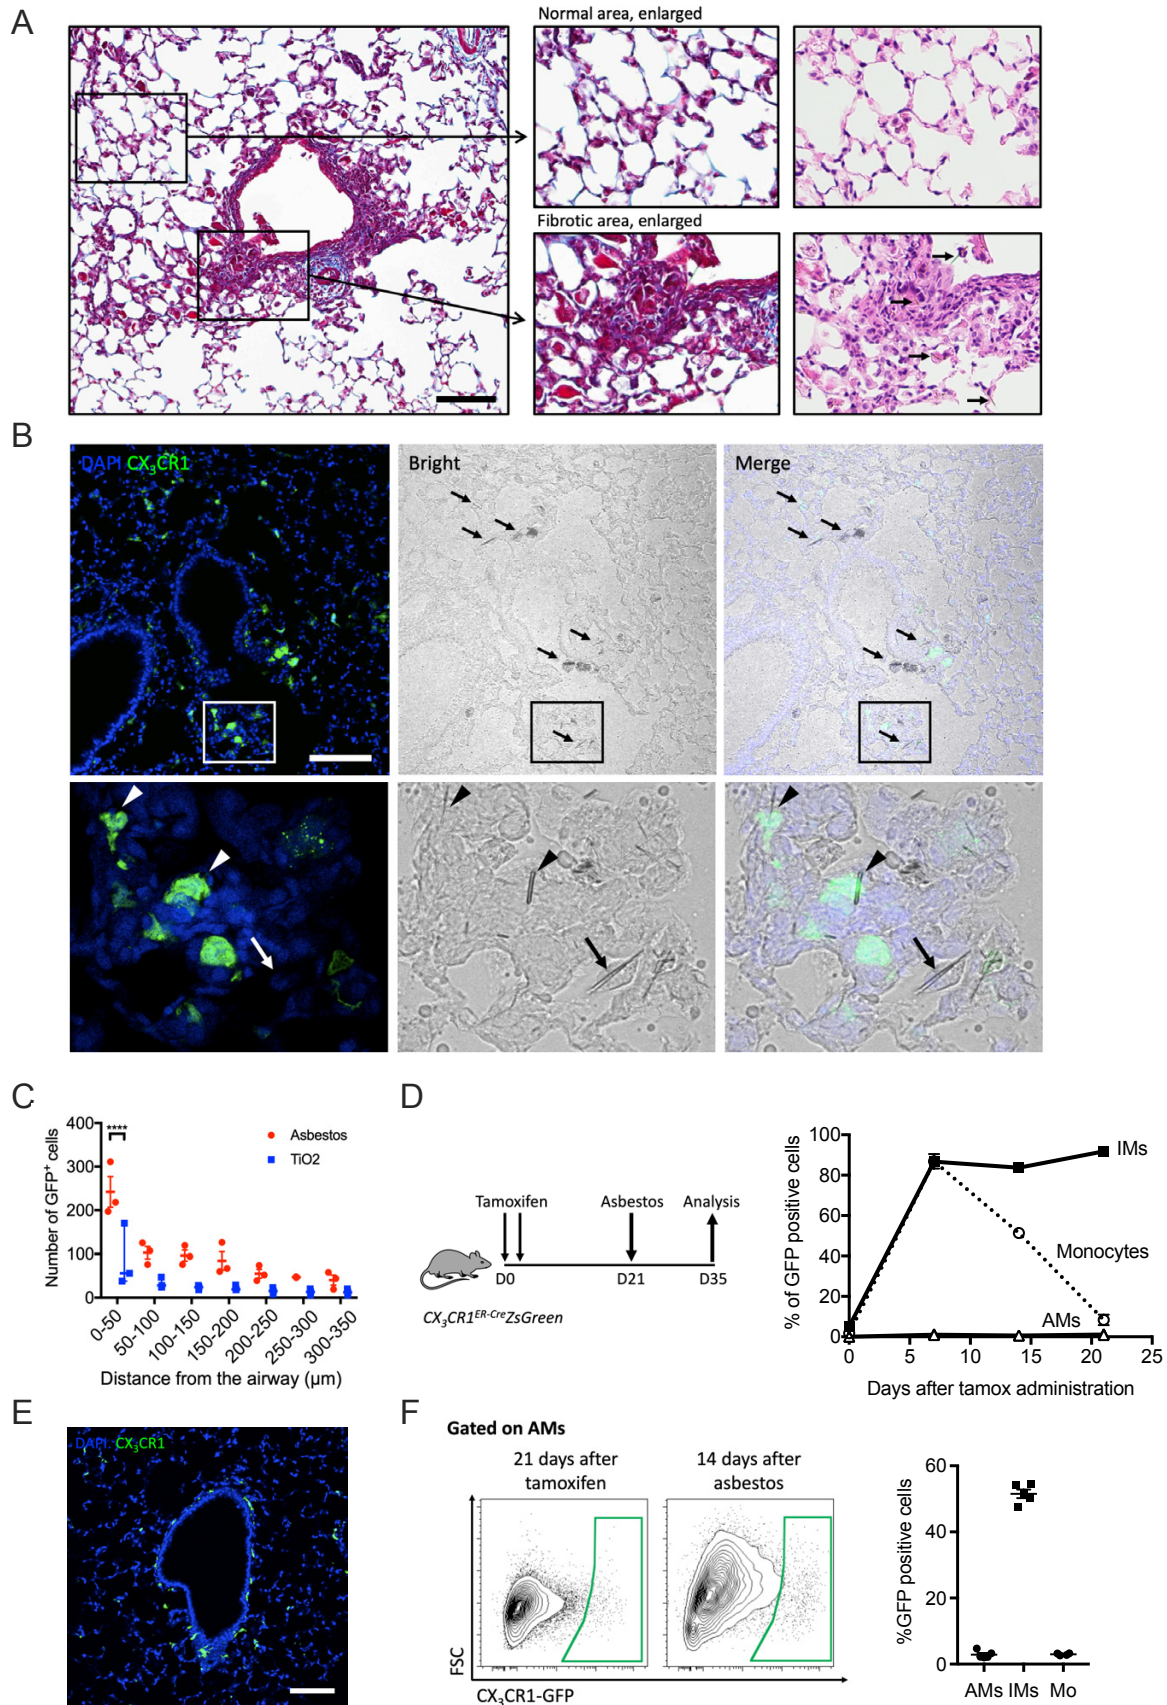 A
Normal area, enlarged
Fibrotic area, enlarged
B
DAPI CX₃CR1
Bright
Merge
C
Number of GFP⁺ cells
400
300
200
100
0
****
Asbestos
TiO2
0-50
50-100
100-150
150-200
200-250
250-300
300-350
Distance from the airway (µm)
D
Tamoxifen
Asbestos
Analysis
D0
D21
D35
CX₃CR1ᴱᴿ⁻ᶜʳᵉZsGreen
% of GFP positive cells
100
80
60
40
20
0
IMs
Monocytes
AMs
0
5
10
15
20
25
Days after tamox administration
E
DAPI CX₃CR1
F
Gated on AMs
21 days after
tamoxifen
14 days after
asbestos
FSC
CX₃CR1-GFP
%GFP positive cells
60
40
20
0
AMs IMs Mo